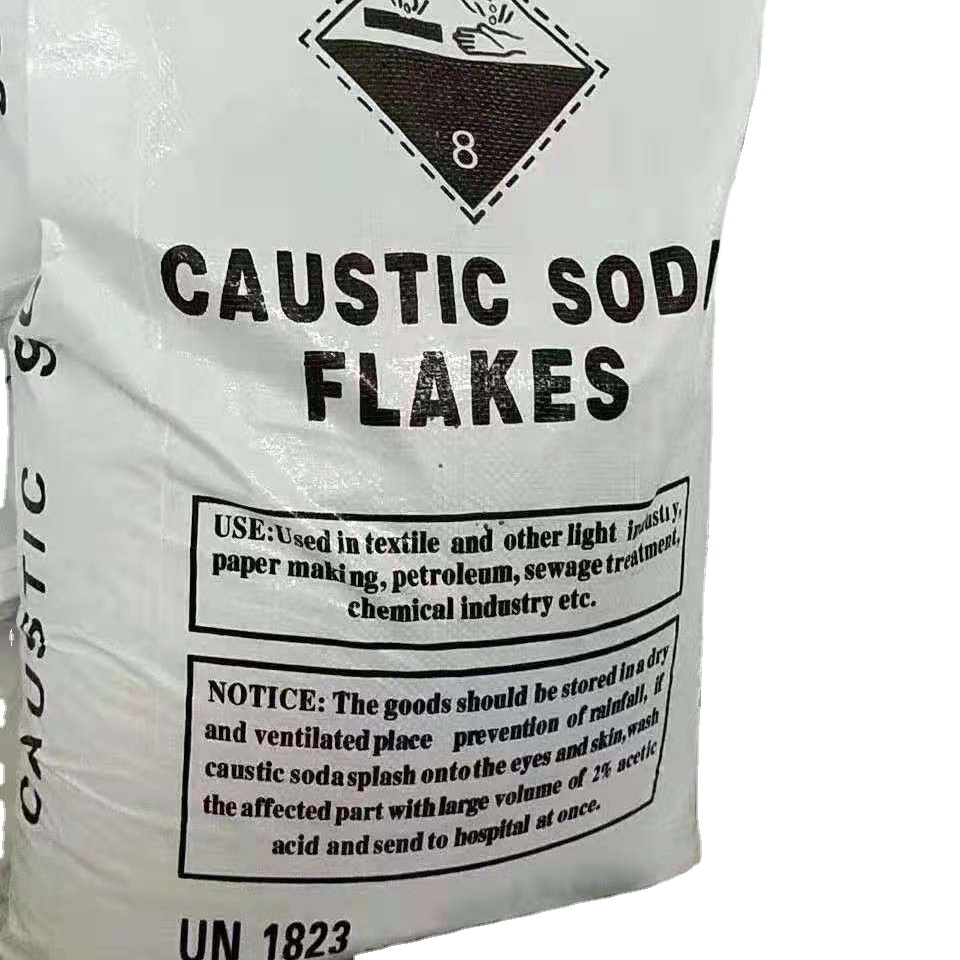 8
CAUSTIC SODA
FLAKES
USE:Used in textile and other light industry,
paper making, petroleum, sewage treatment,
chemical industry etc.
NOTICE: The goods should be stored in a dry
and ventilated place prevention of rainfall, if
caustic soda splash onto the eyes and skin, wash
the affected part with large volume of 2% acetic
acid and send to hospital at once.
UN 1823
CAUSTIC